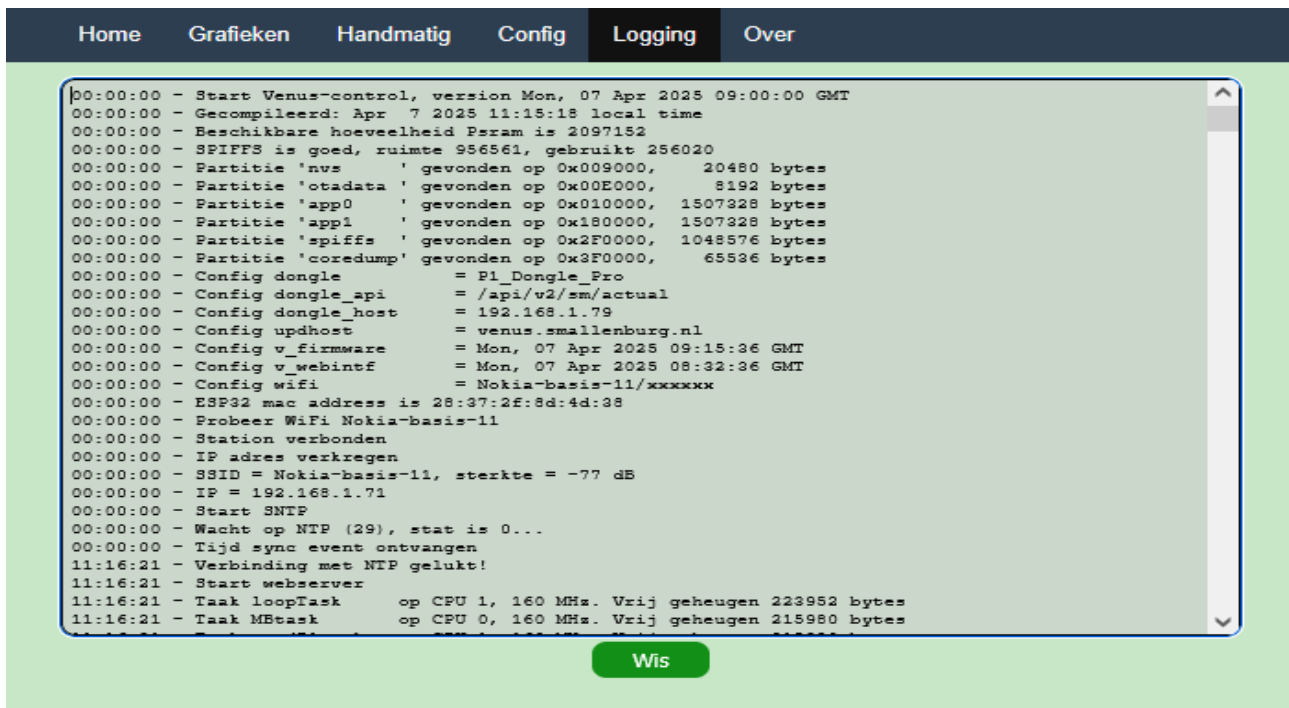 Home Grafieken Handmatig Config Logging Over
00:00:00 - Start Venus-control, version Mon, 07 Apr 2025 09:00:00 GMT
00:00:00 - Gecompileerd: Apr  7 2025 11:15:18 local time
00:00:00 - Beschikbare hoeveelheid Psram is 2097152
00:00:00 - SPIFFS is goed, ruimte 956561, gebruikt 256020
00:00:00 - Partitie 'nvs     ' gevonden op 0x009000,    20480 bytes
00:00:00 - Partitie 'otadata ' gevonden op 0x00E000,     8192 bytes
00:00:00 - Partitie 'app0    ' gevonden op 0x010000,  1507328 bytes
00:00:00 - Partitie 'app1    ' gevonden op 0x180000,  1507328 bytes
00:00:00 - Partitie 'spiffs  ' gevonden op 0x2F0000,  1048576 bytes
00:00:00 - Partitie 'coredump' gevonden op 0x3F0000,    65536 bytes
00:00:00 - Config dongle          = P1_Dongle_Pro
00:00:00 - Config dongle_api      = /api/v2/sm/actual
00:00:00 - Config dongle_host     = 192.168.1.79
00:00:00 - Config updhost         = venus.smallenburg.nl
00:00:00 - Config v_firmware      = Mon, 07 Apr 2025 09:15:36 GMT
00:00:00 - Config v_webintf       = Mon, 07 Apr 2025 08:32:36 GMT
00:00:00 - Config wifi            = Nokia-basis-11/xxxxxx
00:00:00 - ESP32 mac address is 28:37:2f:8d:4d:38
00:00:00 - Probeer WiFi Nokia-basis-11
00:00:00 - Station verbonden
00:00:00 - IP adres verkregen
00:00:00 - SSID = Nokia-basis-11, sterkte = -77 dB
00:00:00 - IP = 192.168.1.71
00:00:00 - Start SNTP
00:00:00 - Wacht op NTP (29), stat is 0...
00:00:00 - Tijd sync event ontvangen
11:16:21 - Verbinding met NTP gelukt!
11:16:21 - Start webserver
11:16:21 - Taak loopTask     op CPU 1, 160 MHz. Vrij geheugen 223952 bytes
11:16:21 - Taak MBtask       op CPU 0, 160 MHz. Vrij geheugen 215980 bytes
Wis